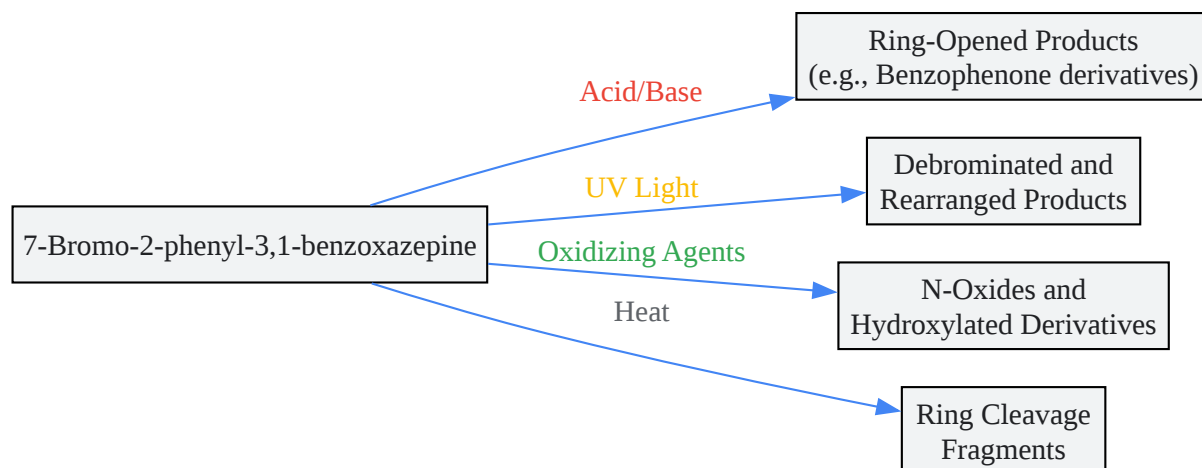 Ring-Opened Products
(e.g., Benzophenone derivatives)
Acid/Base
Debrominated and
Rearranged Products
UV Light
7-Bromo-2-phenyl-3,1-benzoxazepine
Oxidizing Agents
N-Oxides and
Hydroxylated Derivatives
Heat
Ring Cleavage
Fragments